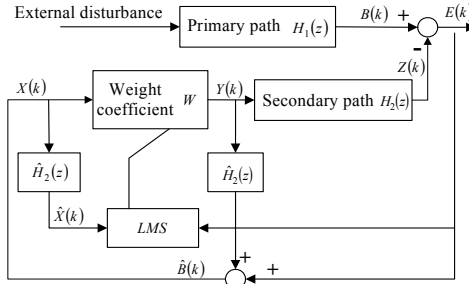 External disturbance
Primary path H₁(z)
B(k) + E(k)
-
Z(k)
X(k)
Weight
coefficient W
Y(k)
Secondary path H₂(z)
Ĥ₂(z)
Ĥ₂(z)
X̂(k)
LMS
+
B̂(k)
+